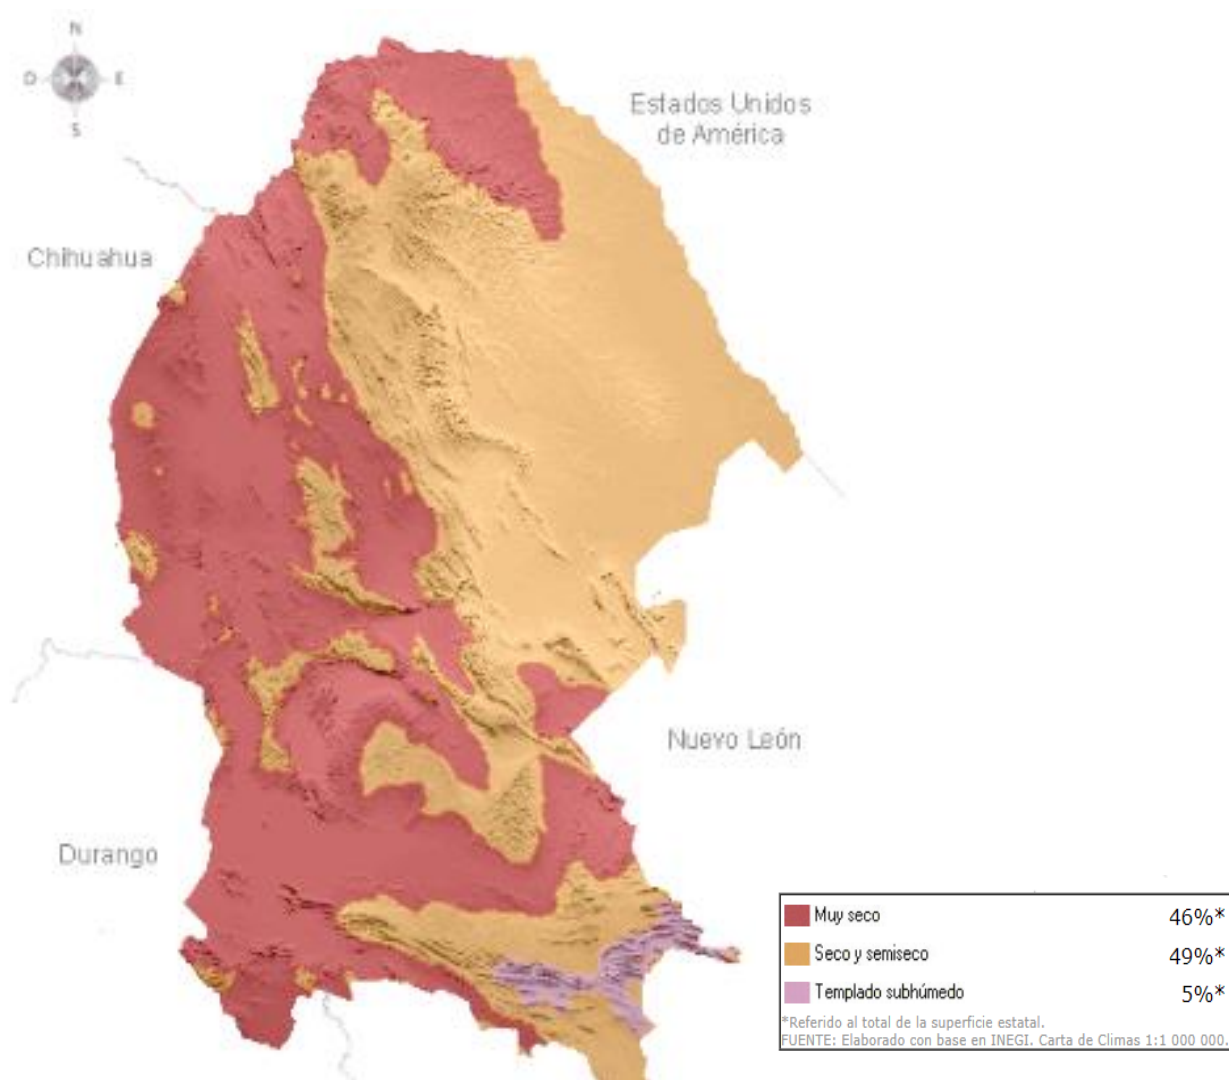 N
O E
S
Estados Unidos
de América
Chihuahua
Nuevo León
Durango
Muy seco 46%*
Seco y semiseco 49%*
Templado subhúmedo 5%*
*Referido al total de la superficie estatal.
FUENTE: Elaborado con base en INEGI. Carta de Climas 1:1 000 000.